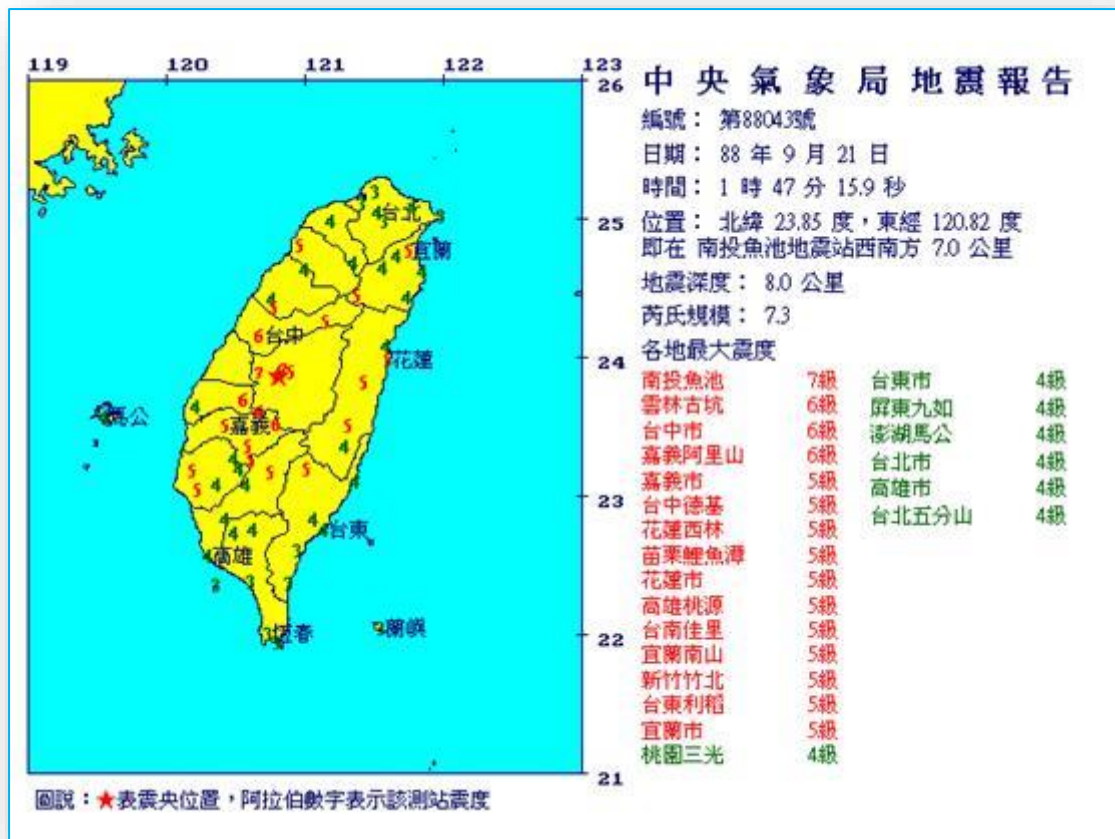 119 120 121 122 123
中央氣象局地震報告
編號： 第88043號
日期： 88 年 9 月 21 日
時間： 1 時 47 分 15.9 秒
位置： 北緯 23.85 度，東經 120.82 度
即在 南投魚池地震站西南方 7.0 公里
地震深度： 8.0 公里
芮氏規模： 7.3
各地最大震度
南投魚池 7級
雲林古坑 6級
台中市 6級
嘉義阿里山 6級
嘉義市 5級
台中德基 5級
花蓮西林 5級
苗栗鯉魚潭 5級
花蓮市 5級
高雄桃源 5級
台南佳里 5級
宜蘭南山 5級
新竹竹北 5級
台東利稻 5級
宜蘭市 5級
桃園三光 4級
台東市 4級
屏東九如 4級
澎湖馬公 4級
台北市 4級
高雄市 4級
台北五分山 4級
26
25
24
23
22
21
台北
宜蘭
台中
花蓮
馬公
嘉義
台東
高雄
恆春
蘭嶼
圖說：★表震央位置，阿拉伯數字表示該測站震度